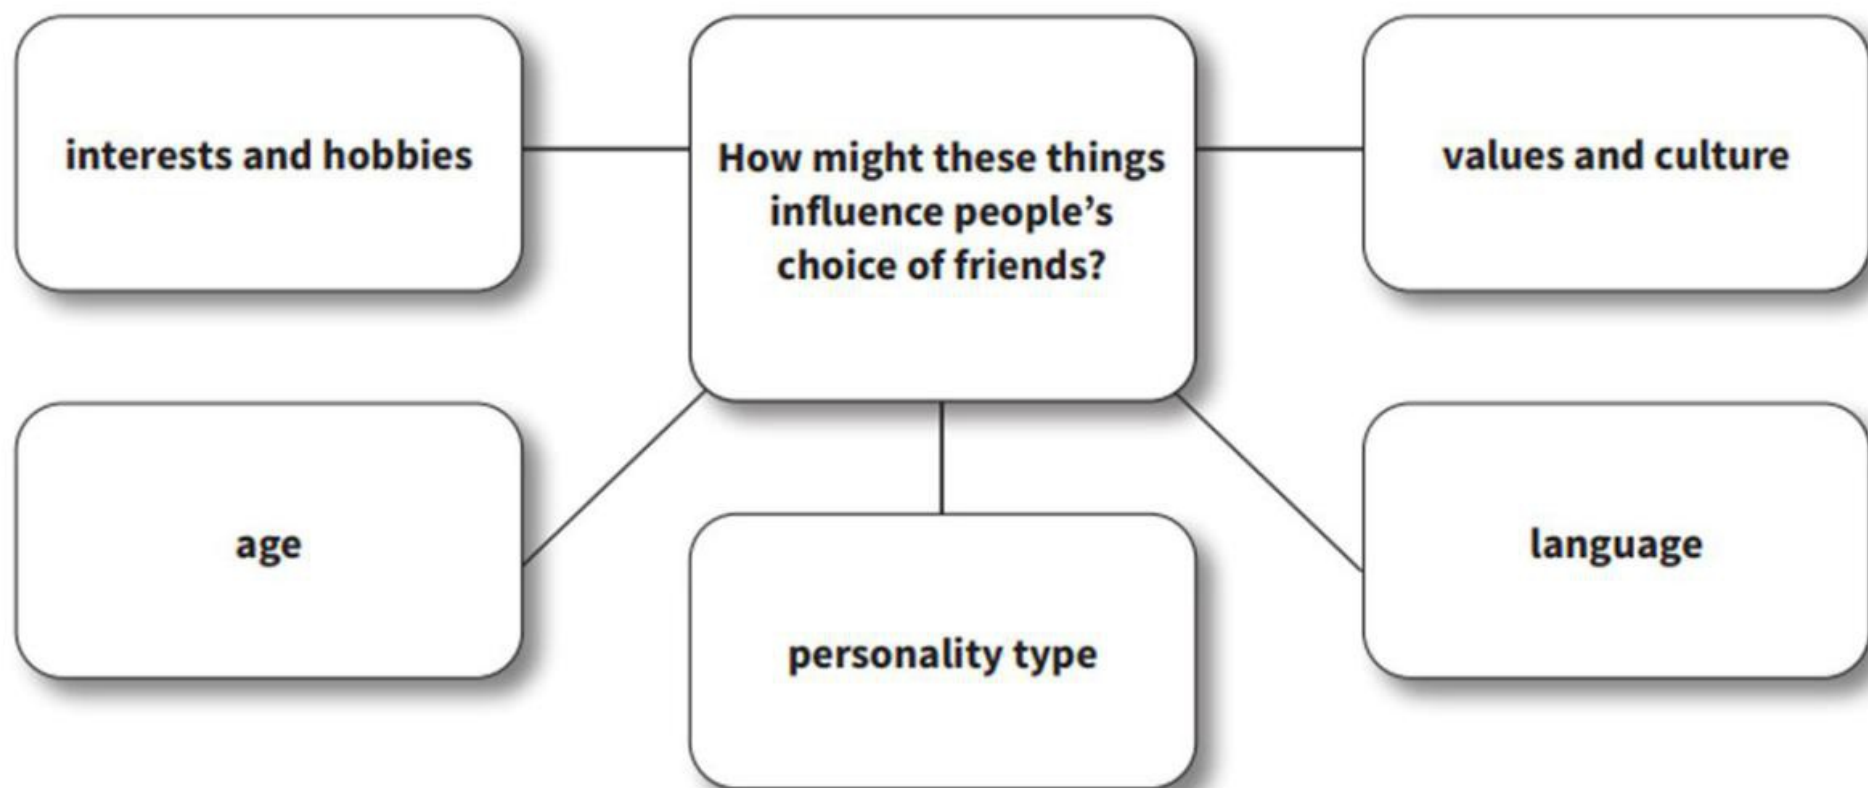 interests and hobbies
How might these things
influence people’s
choice of friends?
values and culture
age
personality type
language